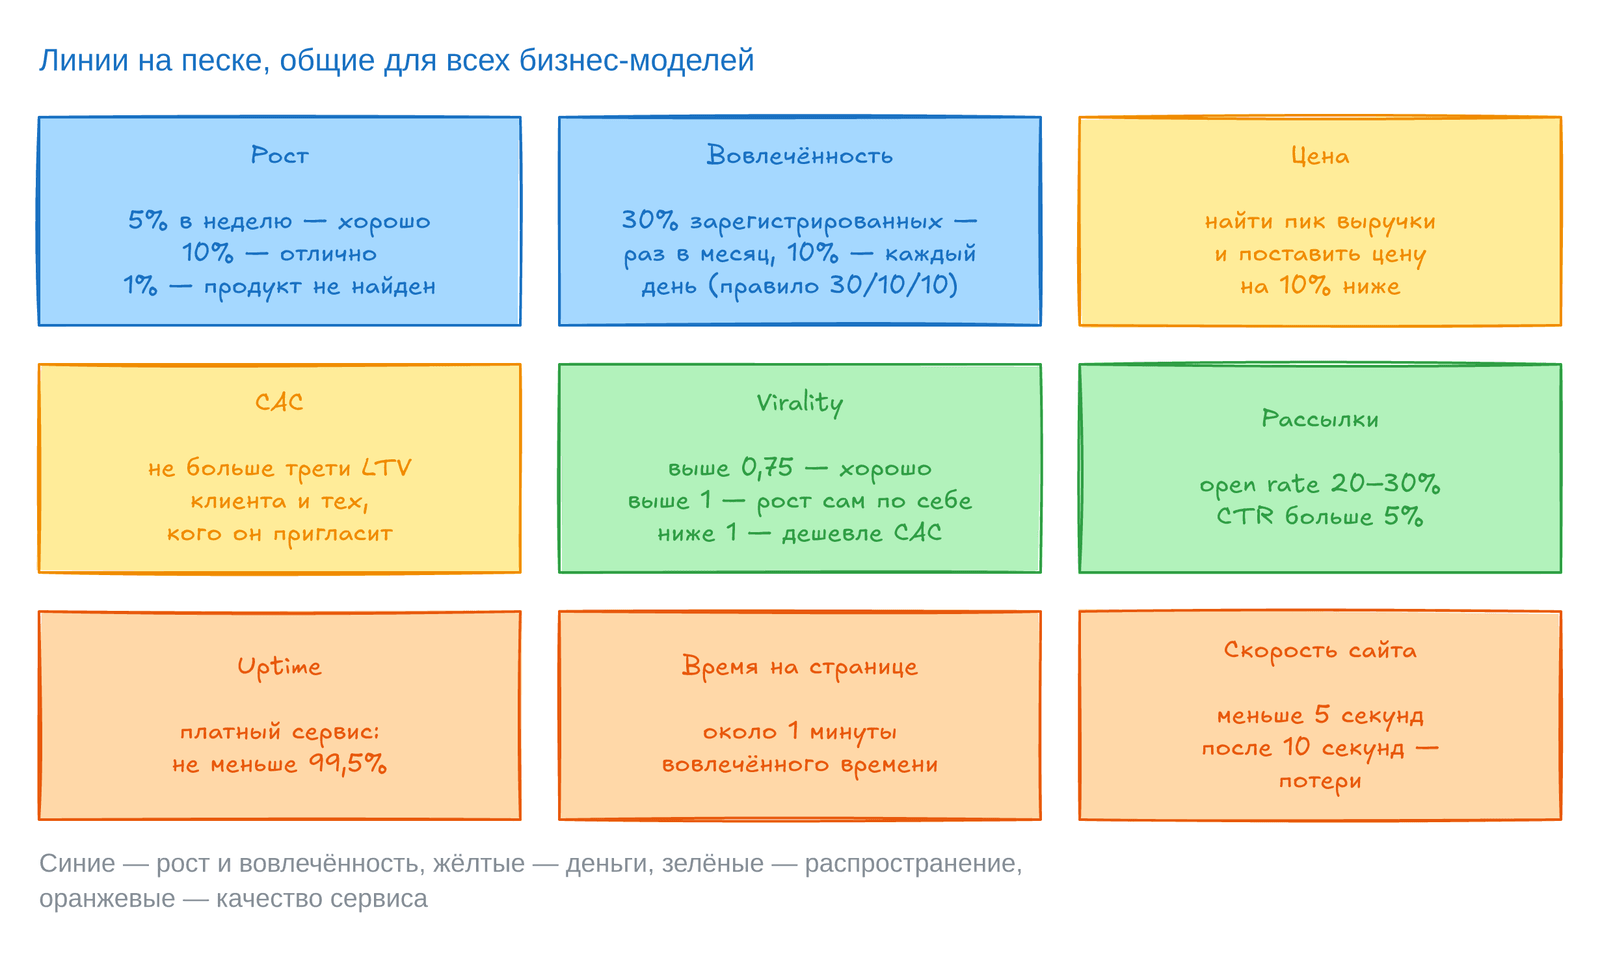 Линии на песке, общие для всех бизнес-моделей
Рост
5% в неделю — хорошо
10% — отлично
1% — продукт не найден
Вовлечённость
30% зарегистрированных —
раз в месяц, 10% — каждый
день (правило 30/10/10)
Цена
найти пик выручки
и поставить цену
на 10% ниже
CAC
не больше трети LTV
клиента и тех,
кого он пригласит
Virality
выше 0,75 — хорошо
выше 1 — рост сам по себе
ниже 1 — дешевле CAC
Рассылки
open rate 20–30%
CTR больше 5%
Uptime
платный сервис:
не меньше 99,5%
Время на странице
около 1 минуты
вовлечённого времени
Скорость сайта
меньше 5 секунд
после 10 секунд —
потери
Синие — рост и вовлечённость, жёлтые — деньги, зелёные — распространение,
оранжевые — качество сервиса